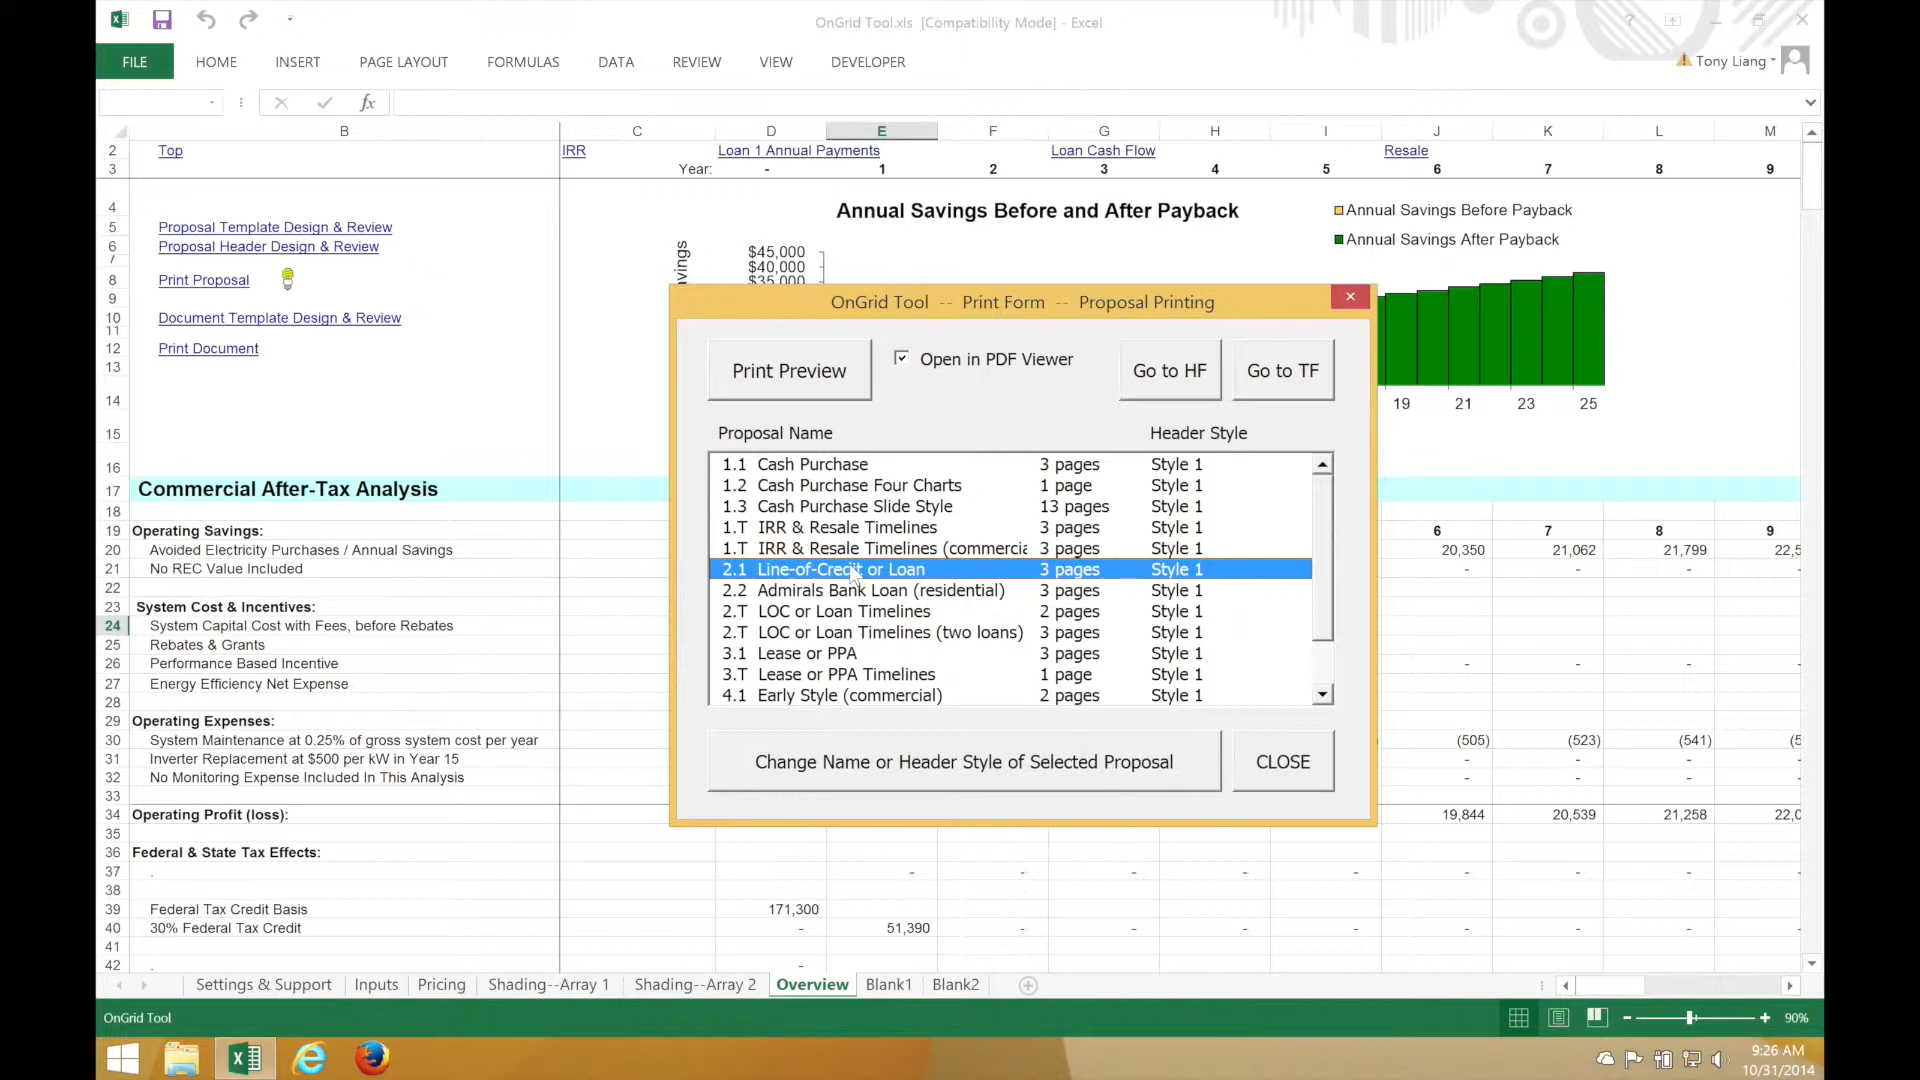 OnGrid Tool.xls [Compatibility Mode] - Excel
FILE HOME INSERT PAGE LAYOUT FORMULAS DATA REVIEW VIEW DEVELOPER Tony Liang
fx
B C D E F G H I J K L M
2 Top IRR Loan 1 Annual Payments Loan Cash Flow Resale
3 Year: - 1 2 3 4 5 6 7 8 9
4 Annual Savings Before and After Payback Annual Savings Before Payback
5 Proposal Template Design & Review
6 Proposal Header Design & Review $45,000 Annual Savings After Payback
7 $40,000
8 Print Proposal $35,000
9
10 Document Template Design & Review
11
12 Print Document
13
14 19 21 23 25
15
16
17 Commercial After-Tax Analysis
18
19 Operating Savings: 6 7 8 9
20 Avoided Electricity Purchases / Annual Savings 20,350 21,062 21,799 22,5
21 No REC Value Included - - - -
22
23 System Cost & Incentives:
24 System Capital Cost with Fees, before Rebates
25 Rebates & Grants
26 Performance Based Incentive - - - -
27 Energy Efficiency Net Expense
28
29 Operating Expenses:
30 System Maintenance at 0.25% of gross system cost per year (505) (523) (541) (5
31 Inverter Replacement at $500 per kW in Year 15 - - - -
32 No Monitoring Expense Included In This Analysis - - - -
33
34 Operating Profit (loss): 19,844 20,539 21,258 22,0
35
36 Federal & State Tax Effects:
37 . - - - - - - - - -
38
39 Federal Tax Credit Basis 171,300
40 30% Federal Tax Credit - 51,390 - - - - - - - -
41
42 . -
OnGrid Tool -- Print Form -- Proposal Printing
Print Preview Open in PDF Viewer Go to HF Go to TF
Proposal Name Header Style
1.1 Cash Purchase 3 pages Style 1
1.2 Cash Purchase Four Charts 1 page Style 1
1.3 Cash Purchase Slide Style 13 pages Style 1
1.T IRR & Resale Timelines 3 pages Style 1
1.T IRR & Resale Timelines (commercia 3 pages Style 1
2.1 Line-of-Credit or Loan 3 pages Style 1
2.2 Admirals Bank Loan (residential) 3 pages Style 1
2.T LOC or Loan Timelines 2 pages Style 1
2.T LOC or Loan Timelines (two loans) 3 pages Style 1
3.1 Lease or PPA 3 pages Style 1
3.T Lease or PPA Timelines 1 page Style 1
4.1 Early Style (commercial) 2 pages Style 1
Change Name or Header Style of Selected Proposal CLOSE
Settings & Support Inputs Pricing Shading--Array 1 Shading--Array 2 Overview Blank1 Blank2
OnGrid Tool 90%
9:26 AM
10/31/2014